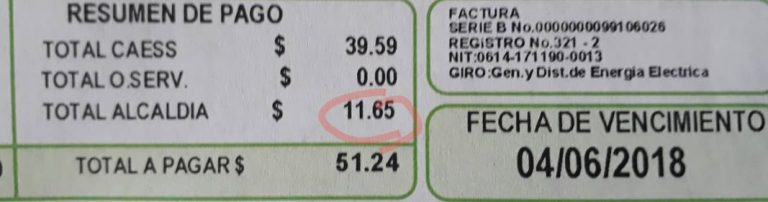 RESUMEN DE PAGO
TOTAL CAESS $ 39.59
TOTAL O.SERV. $ 0.00
TOTAL ALCALDIA $ 11.65
TOTAL A PAGAR $ 51.24
FACTURA
SERIE B No.0000000099106026
REGISTRO No.321 - 2
NIT:0614-171190-0013
GIRO:Gen.y Dist.de Energia Electrica
FECHA DE VENCIMIENTO
04/06/2018